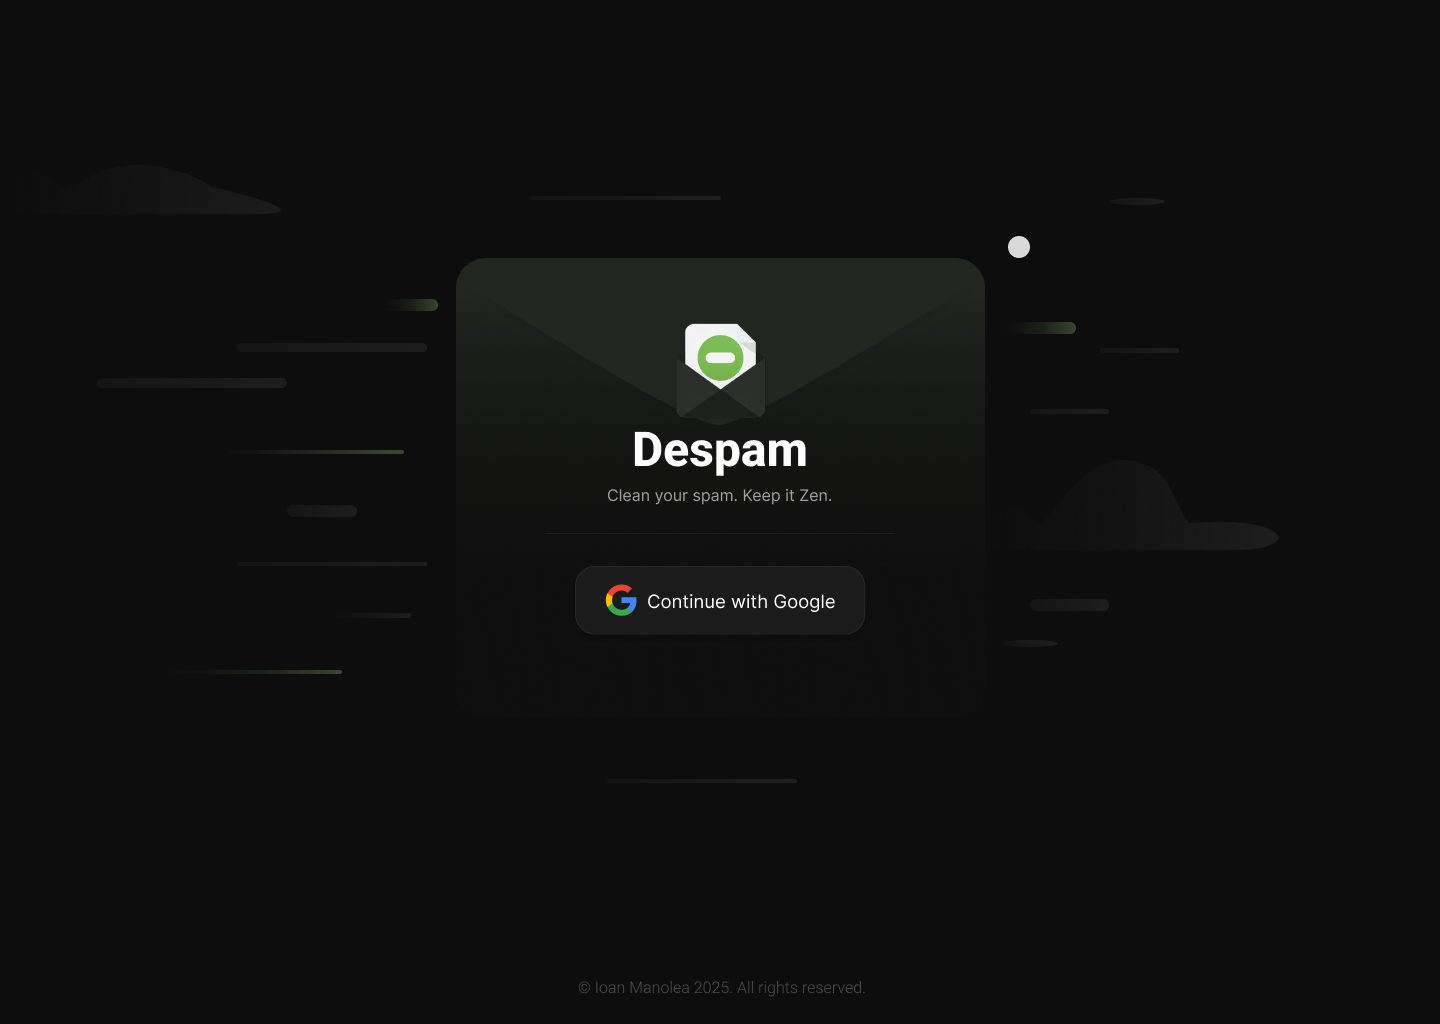 Despam
Clean your spam. Keep it Zen.
Continue with Google
© Ioan Manolea 2025. All rights reserved.